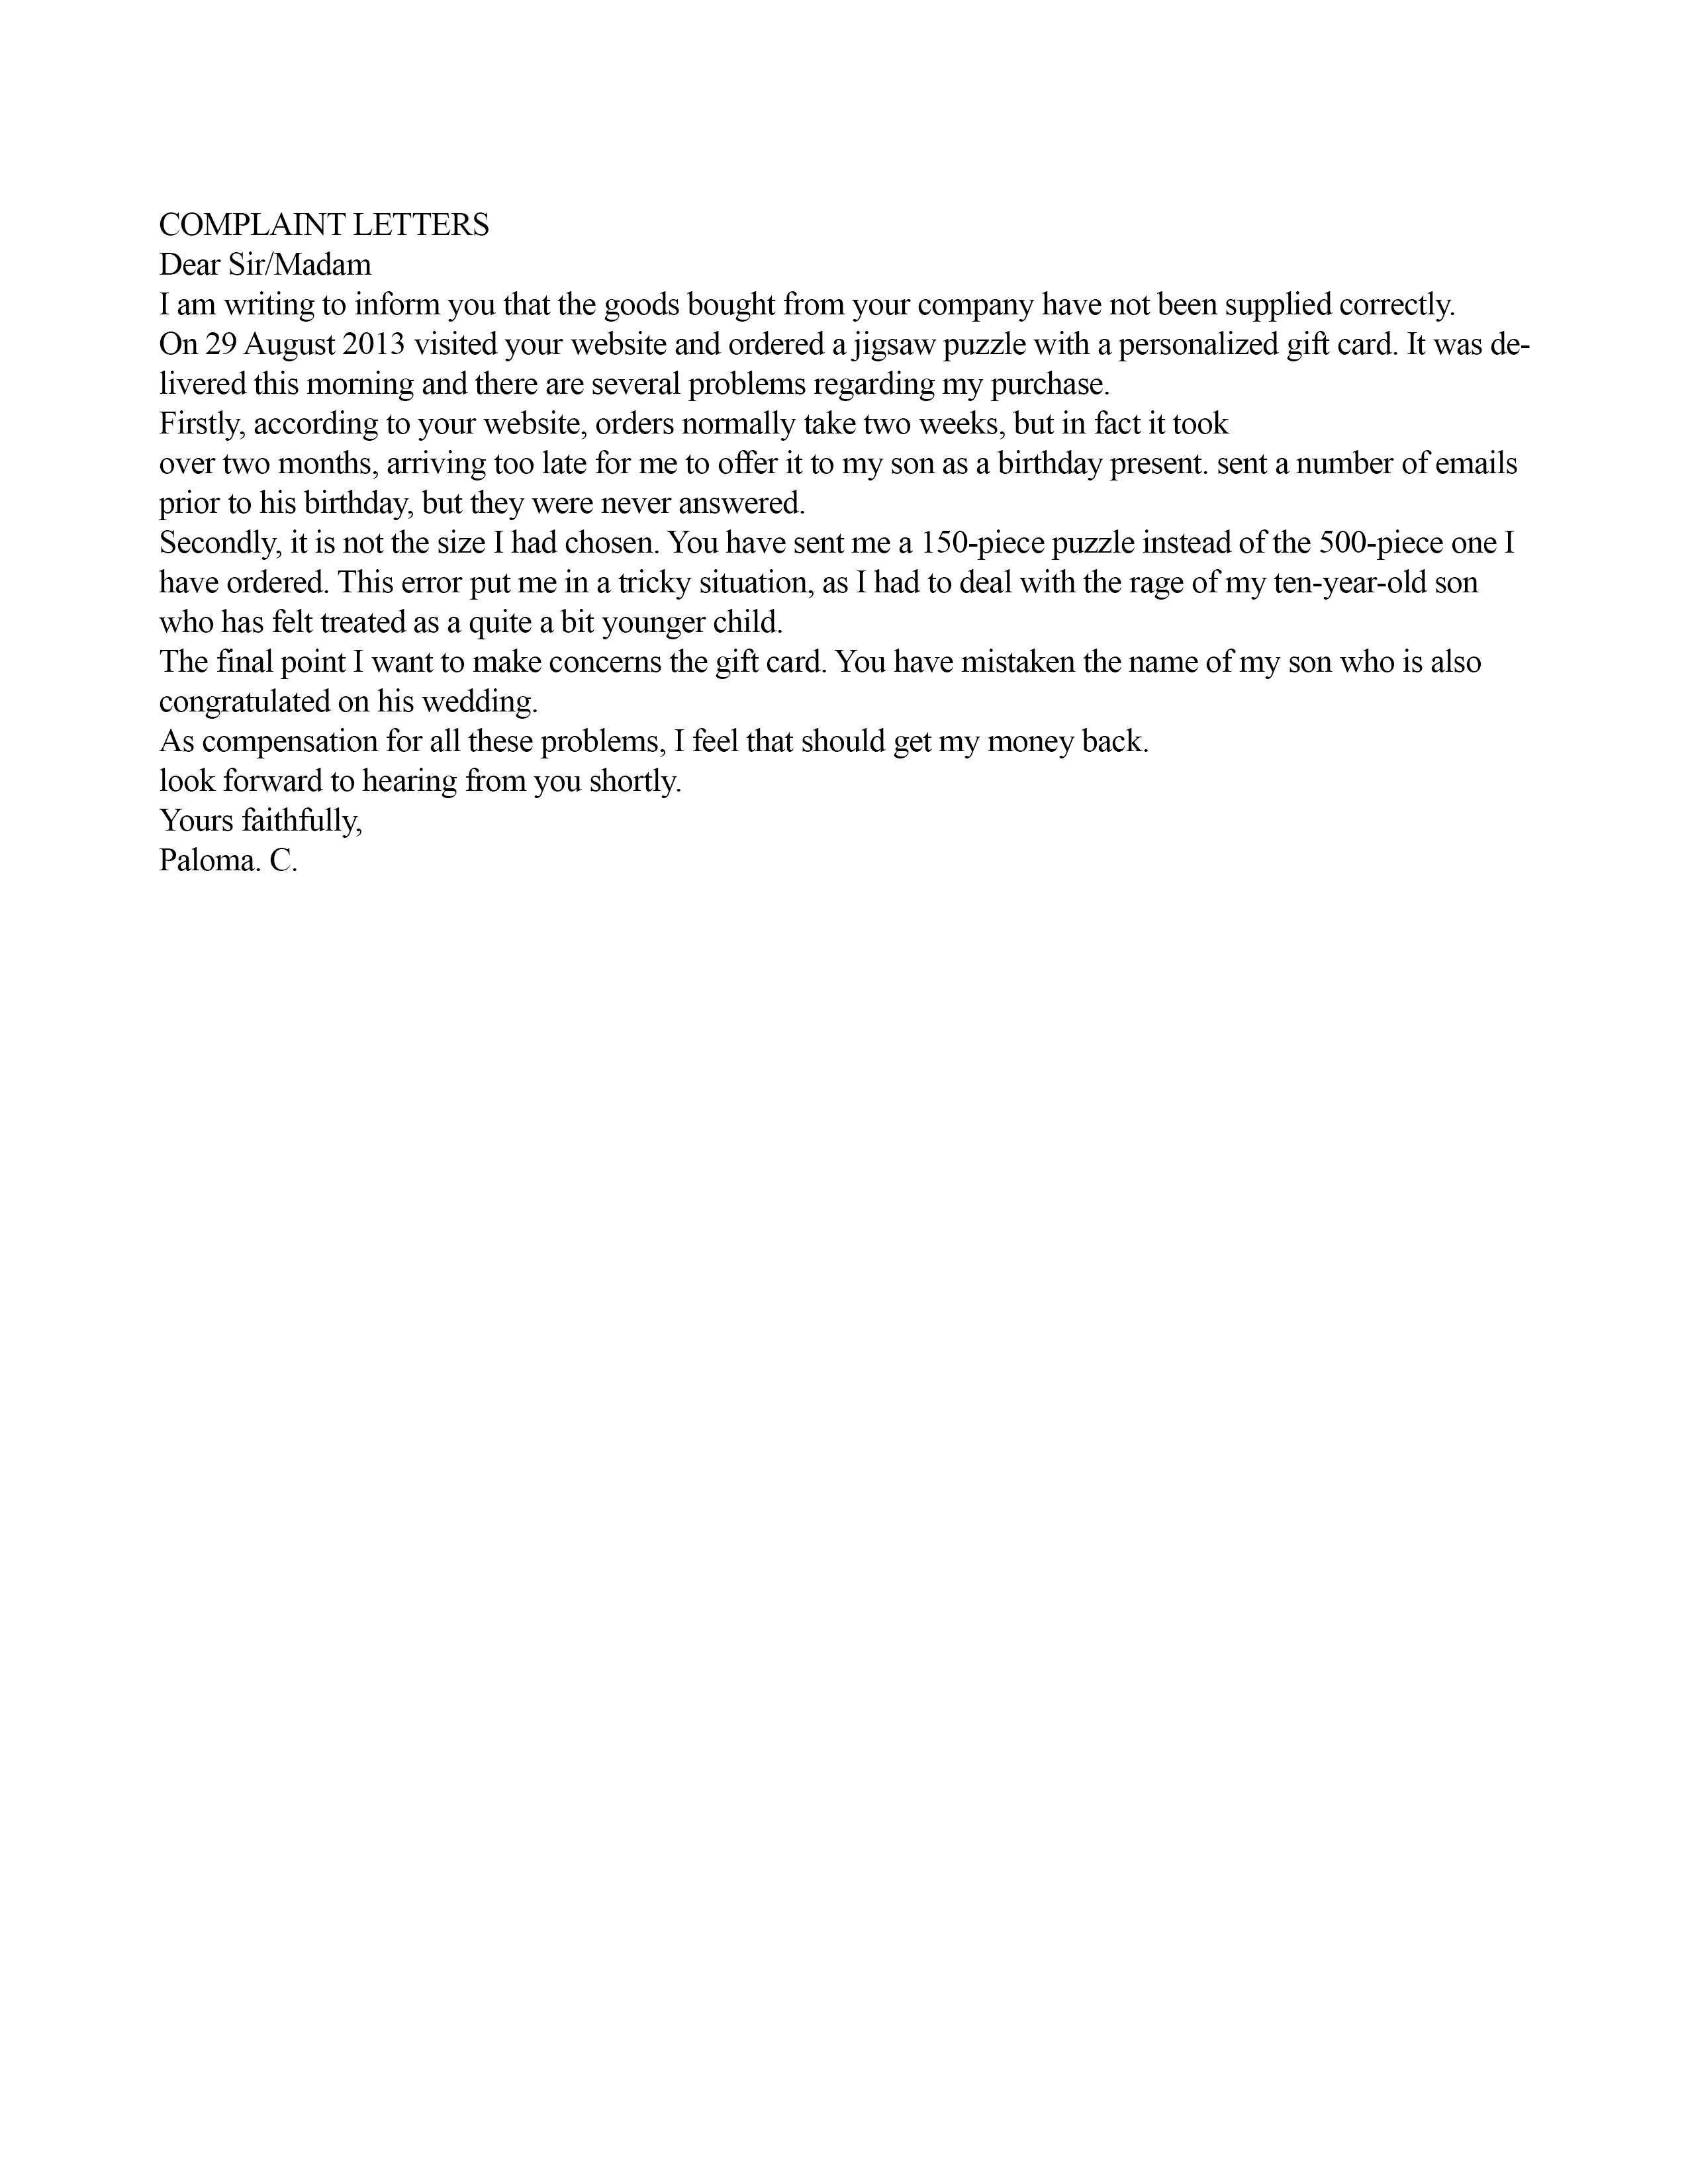 COMPLAINT LETTERS
Dear Sir/Madam
I am writing to inform you that the goods bought from your company have not been supplied correctly.
On 29 August 2013 visited your website and ordered a jigsaw puzzle with a personalized gift card. It was de-
livered this morning and there are several problems regarding my purchase.
Firstly, according to your website, orders normally take two weeks, but in fact it took
over two months, arriving too late for me to offer it to my son as a birthday present. sent a number of emails
prior to his birthday, but they were never answered.
Secondly, it is not the size I had chosen. You have sent me a 150-piece puzzle instead of the 500-piece one I
have ordered. This error put me in a tricky situation, as I had to deal with the rage of my ten-year-old son
who has felt treated as a quite a bit younger child.
The final point I want to make concerns the gift card. You have mistaken the name of my son who is also
congratulated on his wedding.
As compensation for all these problems, I feel that should get my money back.
look forward to hearing from you shortly.
Yours faithfully,
Paloma. C.